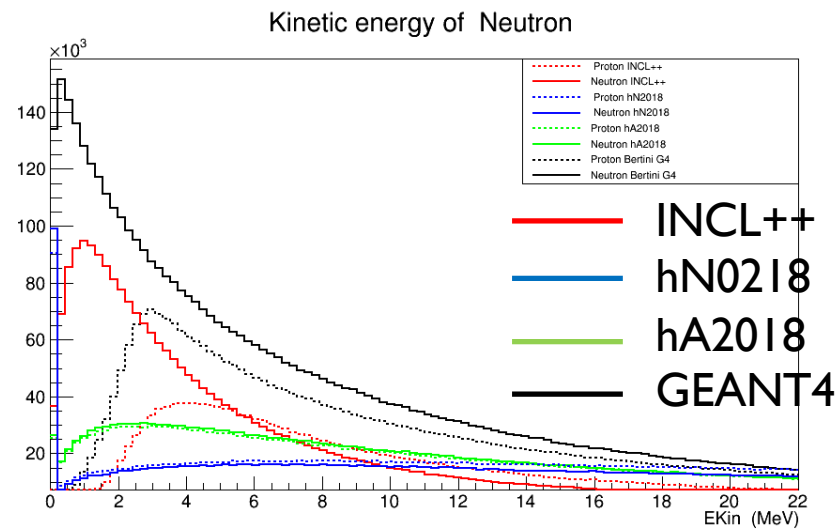 Kinetic energy of Neutron
×10³
140
120
100
80
60
40
20
0 2 4 6 8 10 12 14 16 18 20 22
EKin (MeV)
Proton INCL++
Neutron INCL++
Proton hN2018
Neutron hN2018
Proton hA2018
Neutron hA2018
Proton Bertini G4
Neutron Bertini G4
INCL++
hN0218
hA2018
GEANT4